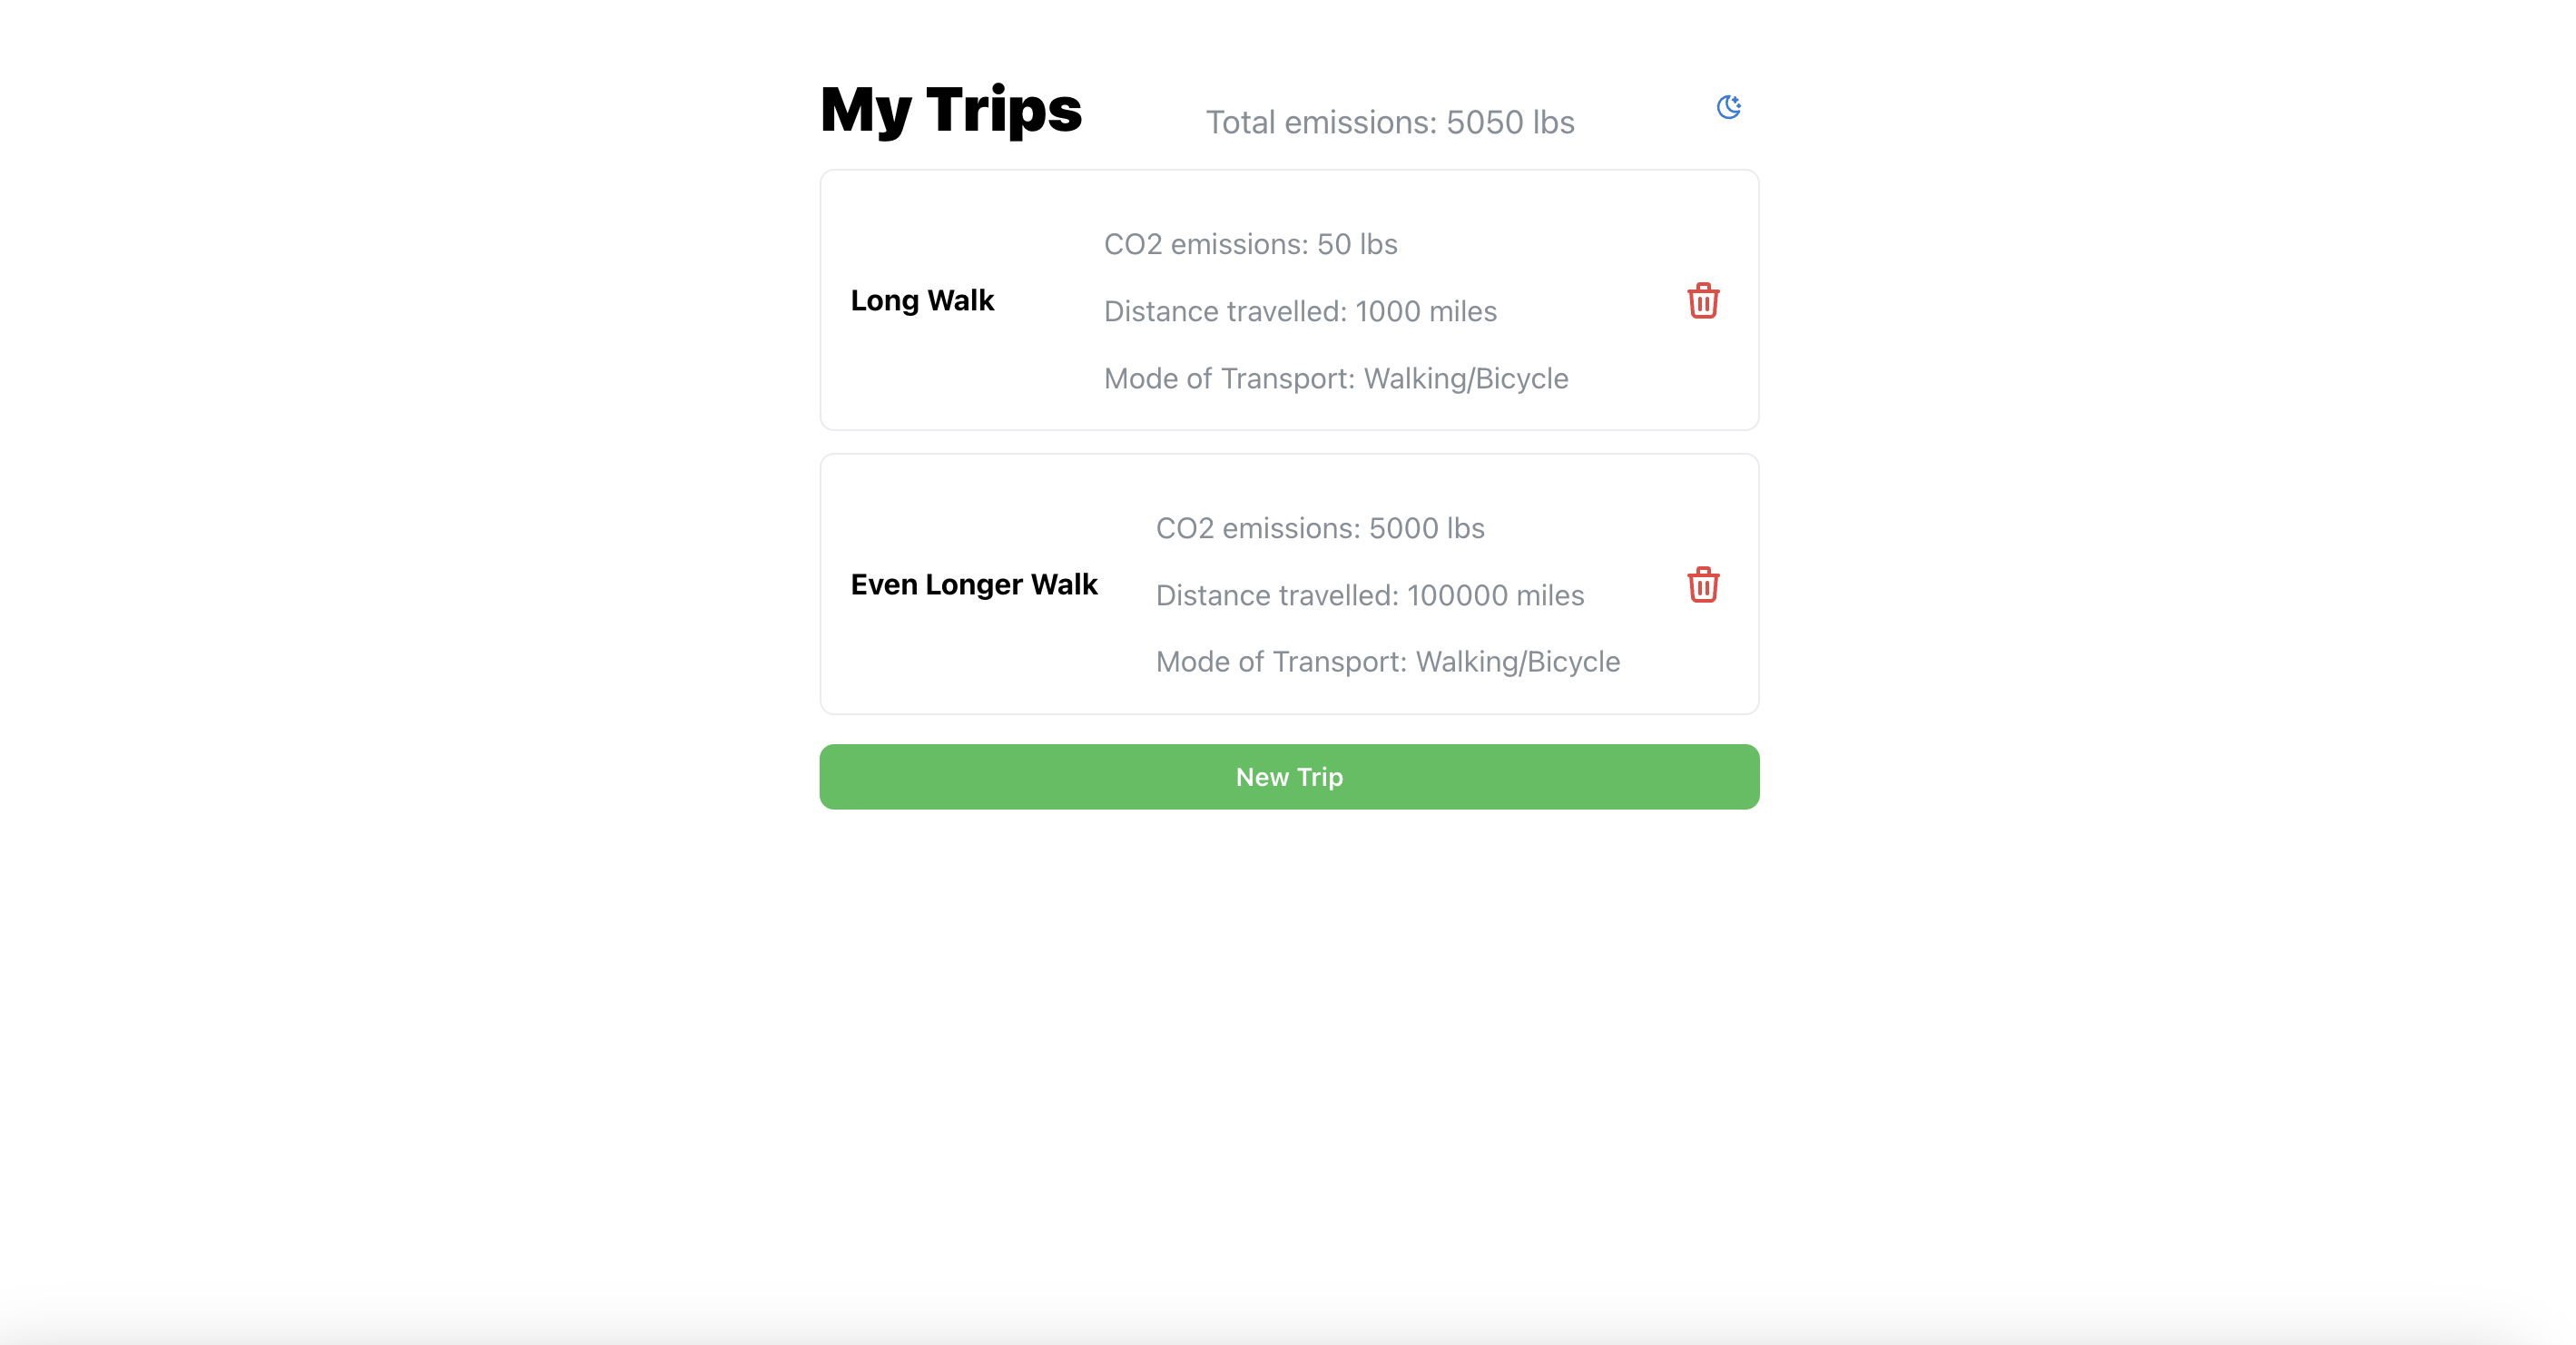 My Trips
Total emissions: 5050 lbs
Long Walk
CO2 emissions: 50 lbs
Distance travelled: 1000 miles
Mode of Transport: Walking/Bicycle
Even Longer Walk
CO2 emissions: 5000 lbs
Distance travelled: 100000 miles
Mode of Transport: Walking/Bicycle
New Trip